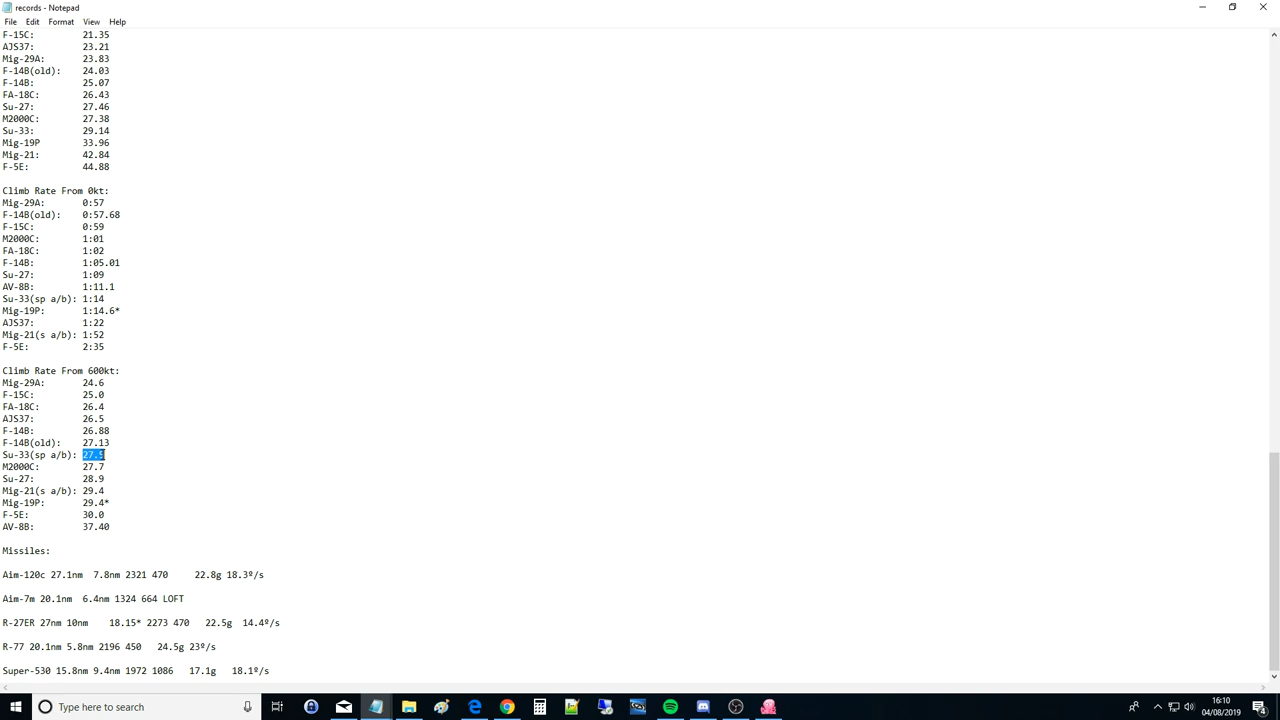 records - Notepad
File Edit Format View Help
F-15C: 21.35
AJS37: 23.21
Mig-29A: 23.83
F-14B(old): 24.03
F-14B: 25.07
FA-18C: 26.43
Su-27: 27.46
M2000C: 27.38
Su-33: 29.14
Mig-19P 33.96
Mig-21: 42.84
F-5E: 44.88
Climb Rate From 0kt:
Mig-29A: 0:57
F-14B(old): 0:57.68
F-15C: 0:59
M2000C: 1:01
FA-18C: 1:02
F-14B: 1:05.01
Su-27: 1:09
AV-8B: 1:11.1
Su-33(sp a/b): 1:14
Mig-19P: 1:14.6*
AJS37: 1:22
Mig-21(s a/b): 1:52
F-5E: 2:35
Climb Rate From 600kt:
Mig-29A: 24.6
F-15C: 25.0
FA-18C: 26.4
AJS37: 26.5
F-14B: 26.88
F-14B(old): 27.13
Su-33(sp a/b): 27.5
M2000C: 27.7
Su-27: 28.9
Mig-21(s a/b): 29.4
Mig-19P: 29.4*
F-5E: 30.0
AV-8B: 37.40
Missiles:
Aim-120c 27.1nm 7.8nm 2321 470 22.8g 18.3º/s
Aim-7m 20.1nm 6.4nm 1324 664 LOFT
R-27ER 27nm 10nm 18.15* 2273 470 22.5g 14.4º/s
R-77 20.1nm 5.8nm 2196 450 24.5g 23º/s
Super-530 15.8nm 9.4nm 1972 1086 17.1g 18.1º/s
Type here to search
16:10
04/08/2019
4